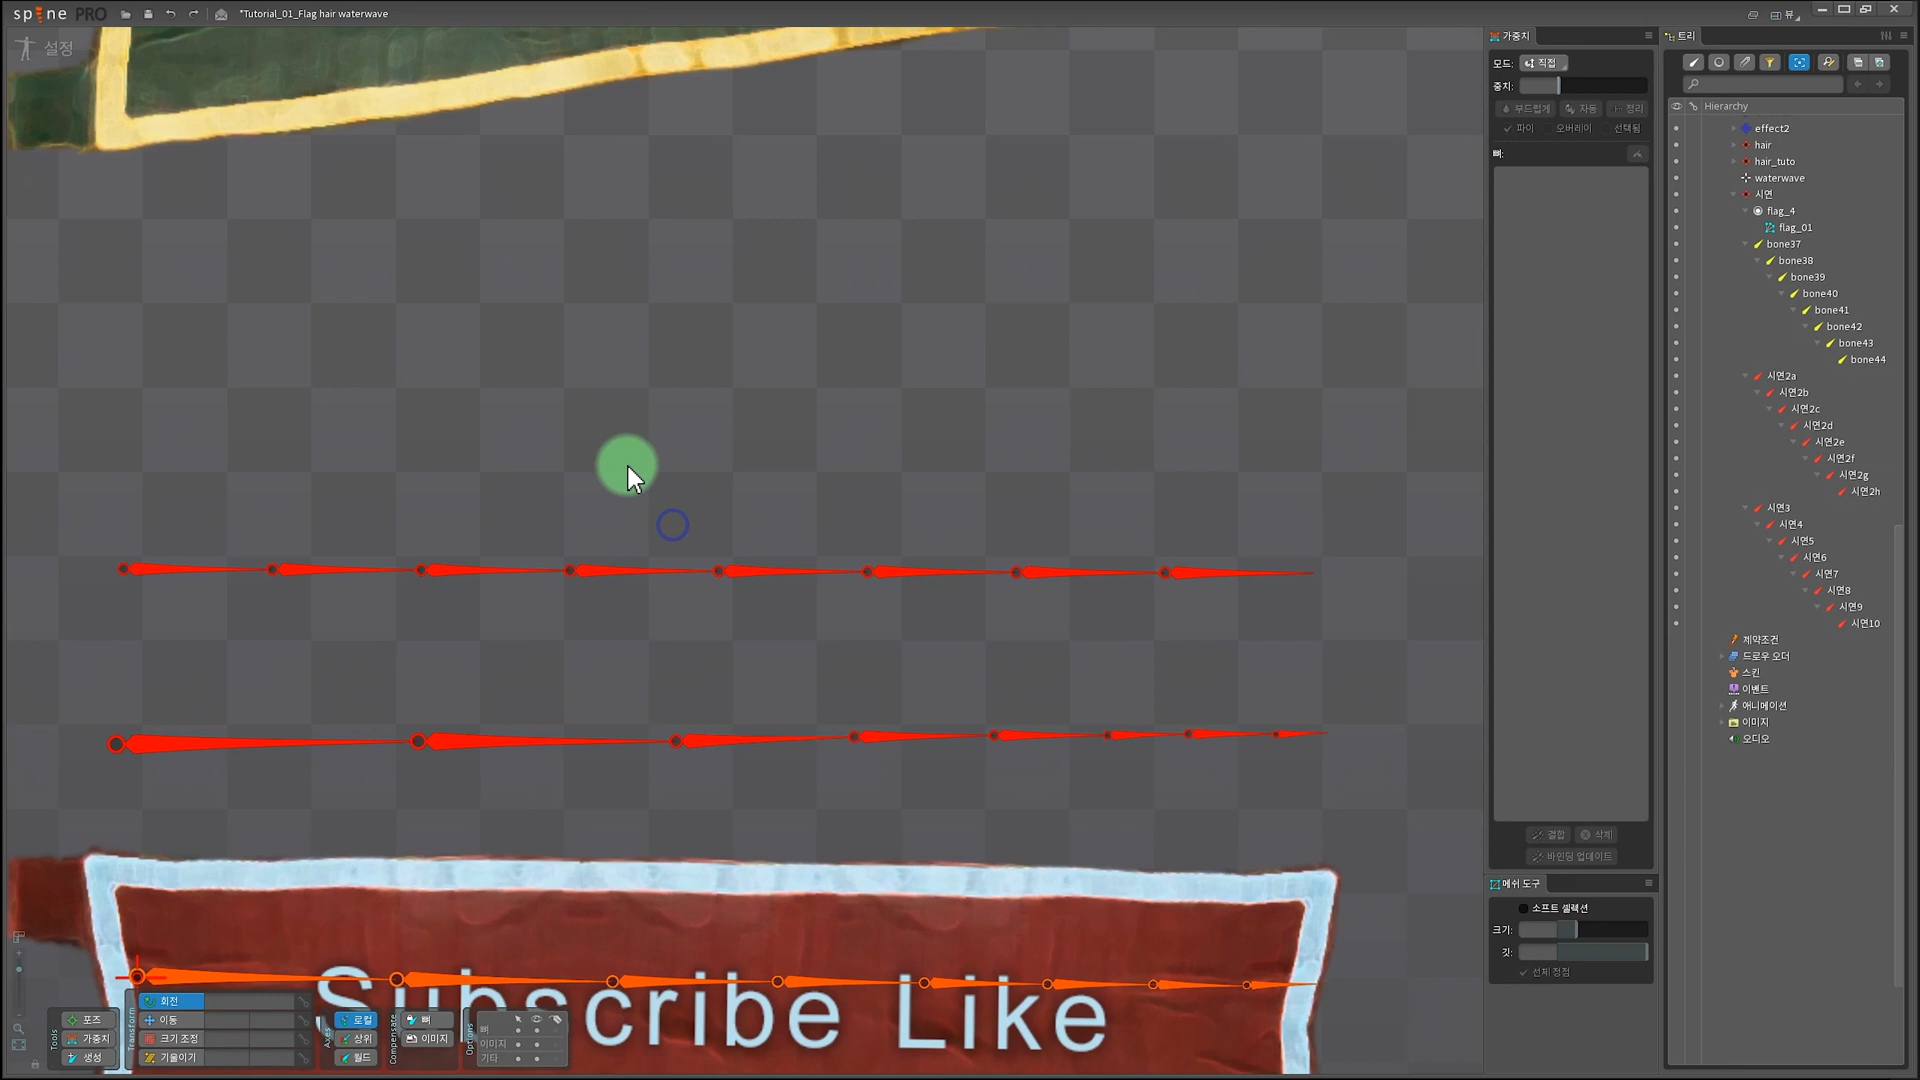 spine PRO
*Tutorial_01_Flag hair waterwave
뷰
설정
가중치
모드:
직접
중치:
부드럽게
자동
정리
파이
오버레이
선택됨
뼈:
결합
삭제
바인딩 업데이트
메쉬 도구
소프트 셀렉션
크기:
깃:
선체 정점
트리
Hierarchy
effect2
hair
hair_tuto
waterwave
시연
flag_4
flag_01
bone37
bone38
bone39
bone40
bone41
bone42
bone43
bone44
시연2a
시연2b
시연2c
시연2d
시연2e
시연2f
시연2g
시연2h
시연3
시연4
시연5
시연6
시연7
시연8
시연9
시연10
계약조건
드로우 오더
스킨
이벤트
애니메이션
이미지
오디오
Subscribe Like
Tools
포즈
가중치
생성
Transform
회전
이동
크기 조정
기울이기
Axes
로컬
상위
월드
Compensate
뼈
이미지
Options
뼈
이미지
기타